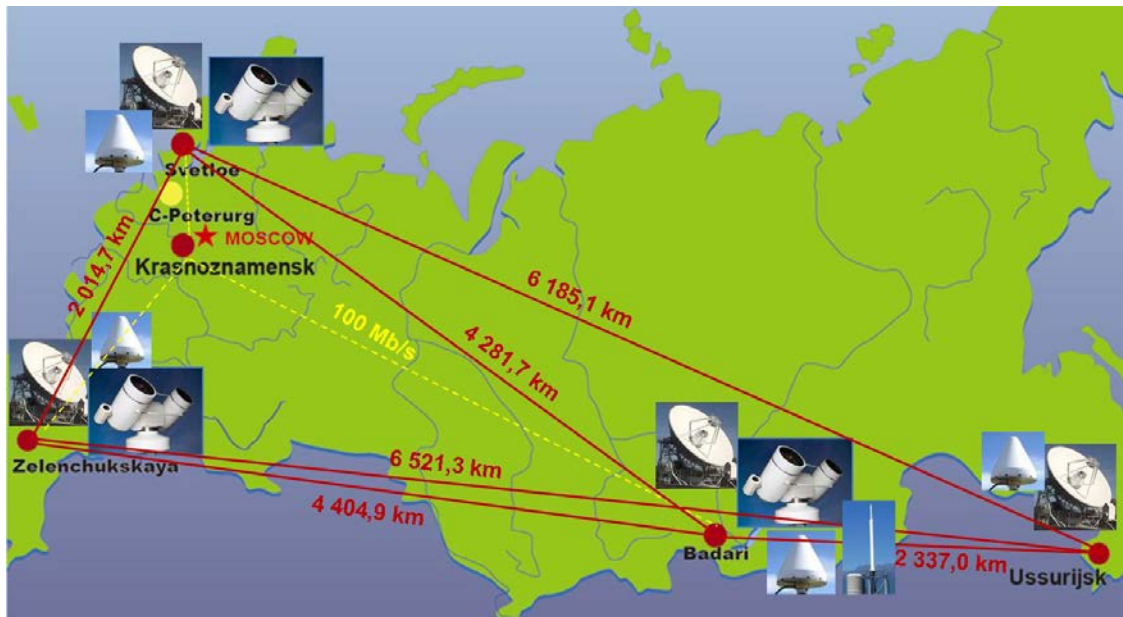 Svetloe
C-Peterurg
MOSCOW
Krasnoznamensk
2 014,7 km
6 185,1 km
100 Mb/s
4 281,7 km
Zelenchukskaya
6 521,3 km
4 404,9 km
Badari
2 337,0 km
Ussurijsk